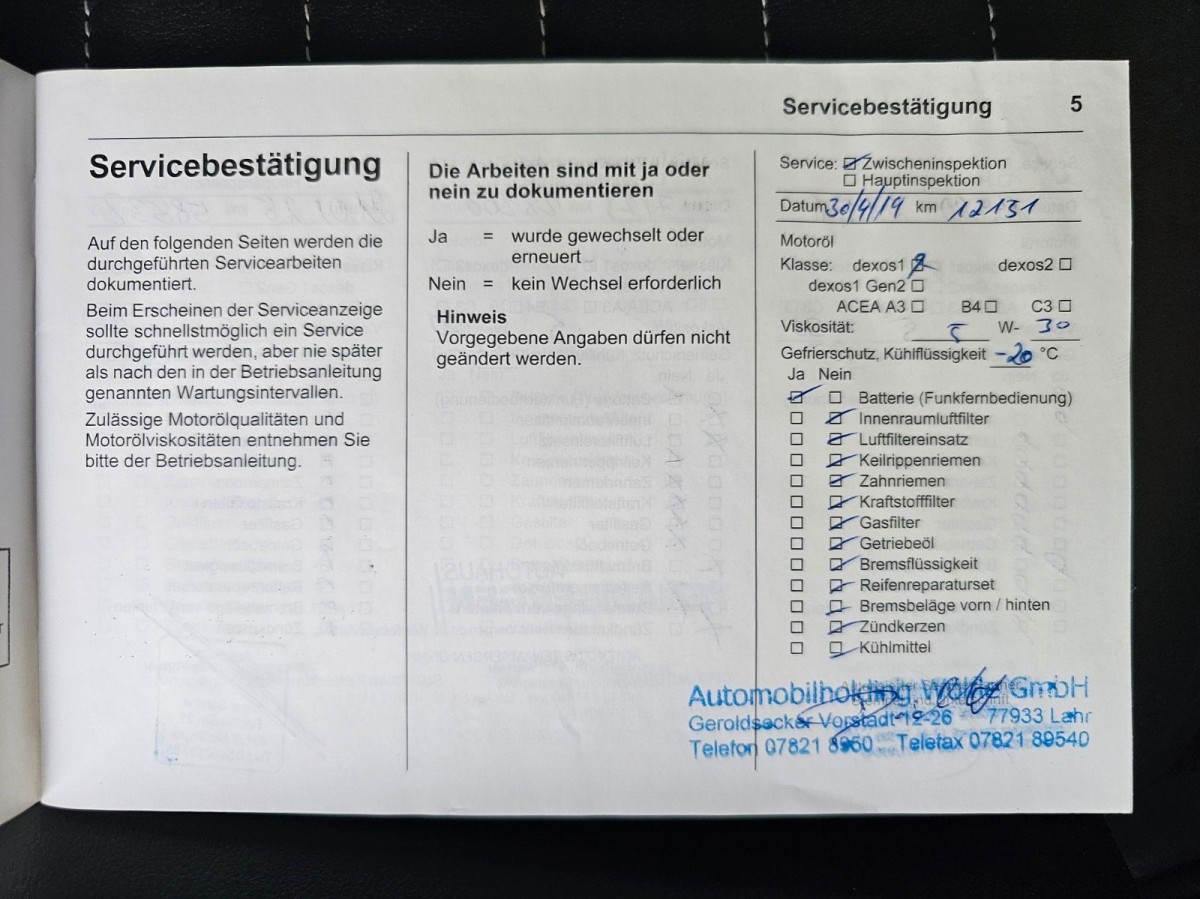 Servicebestätigung 5
Servicebestätigung
Auf den folgenden Seiten werden die
durchgeführten Servicearbeiten
dokumentiert.
Beim Erscheinen der Serviceanzeige
sollte schnellstmöglich ein Service
durchgeführt werden, aber nie später
als nach den in der Betriebsanleitung
genannten Wartungsintervallen.
Zulässige Motorölqualitäten und
Motorölviskositäten entnehmen Sie
bitte der Betriebsanleitung.
Die Arbeiten sind mit ja oder
nein zu dokumentieren
Ja = wurde gewechselt oder
erneuert
Nein = kein Wechsel erforderlich
Hinweis
Vorgegebene Angaben dürfen nicht
geändert werden.
Service: ☑ Zwischeninspektion
☐ Hauptinspektion
Datum 30/4/19 km 12131
Motoröl
Klasse: dexos1 ☑ dexos2 ☐
dexos1 Gen2 ☐
ACEA A3 ☐ B4 ☐ C3 ☐
Viskosität: 5 W- 30
Gefrierschutz, Kühlflüssigkeit -20 °C
Ja Nein
☑ ☐ Batterie (Funkfernbedienung)
☐ ☑ Innenraumluftfilter
☐ ☑ Luftfiltereinsatz
☐ ☑ Keilrippenriemen
☐ ☑ Zahnriemen
☐ ☑ Kraftstofffilter
☐ ☑ Gasfilter
☐ ☑ Getriebeöl
☐ ☑ Bremsflüssigkeit
☐ ☑ Reifenreparaturset
☐ ☑ Bremsbeläge vorn / hinten
☐ ☑ Zündkerzen
☐ ☑ Kühlmittel
Automobilholding GmbH
Geroldsecker Vorstadt 12-26 77933 Lahr
Telefon 07821 8950 Telefax 07821 89540